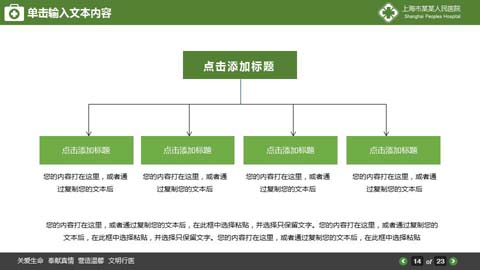 单击输入文本内容
上海市某某人民医院
Shanghai Peoples Hospital
点击添加标题
点击添加标题
点击添加标题
点击添加标题
点击添加标题
您的内容打在这里，或者通
过复制您的文本后
您的内容打在这里，或者通
过复制您的文本后
您的内容打在这里，或者通
过复制您的文本后
您的内容打在这里，或者通
过复制您的文本后
您的内容打在这里，或者通过复制您的文本后，在此框中选择粘贴，并选择只保留文字。您的内容打在这里，或者通过复制您的
文本后，在此框中选择粘贴，并选择只保留文字。您的内容打在这里，或者通过复制您的文本后，在此框中选择粘贴
关爱生命 奉献真情 营造温馨 文明行医
14 of 23